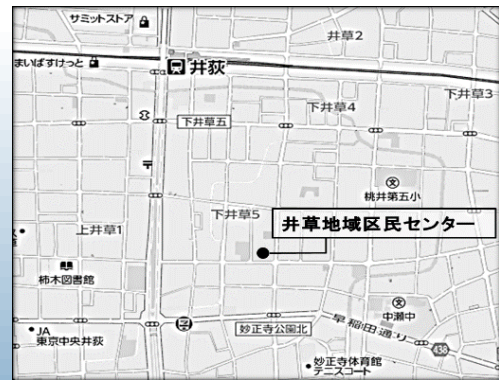 サミットストア
井草2
まいばすけっと
井荻
下井草3
下井草4
下井草五
桃井第五小
下井草5
井草地域区民センター
上井草1
柿木図書館
中瀬中
妙正寺公園北
早稲田通り
JA
東京中央井荻
438
妙正寺体育館
テニスコート